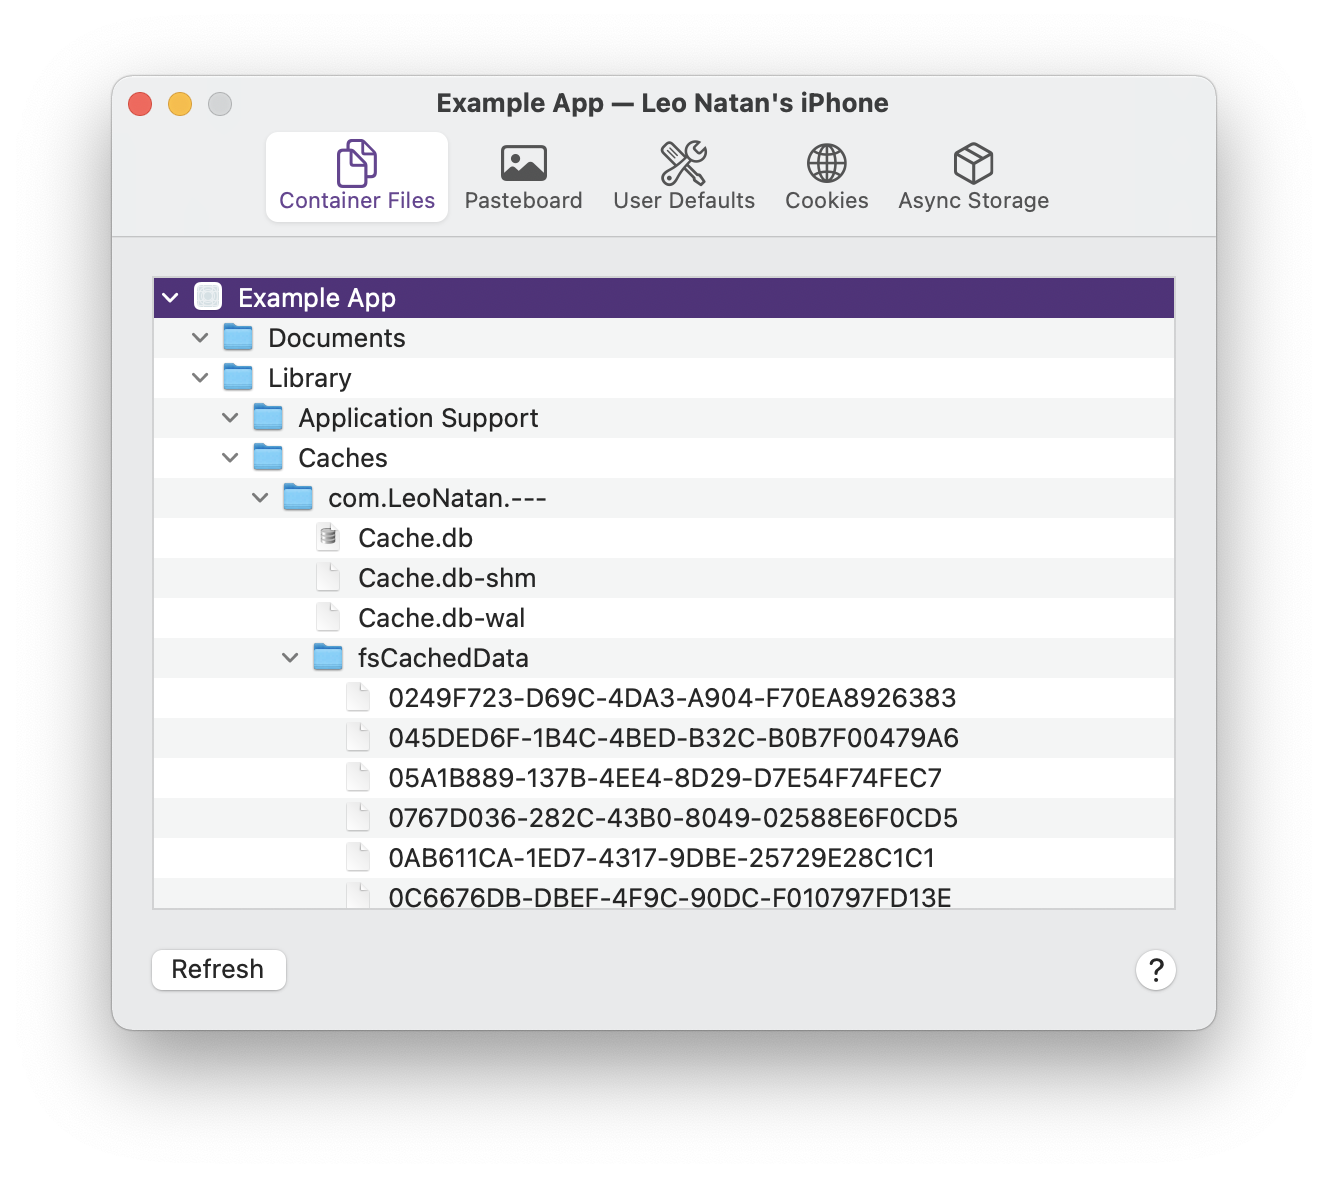 Example App — Leo Natan's iPhone
Container Files
Pasteboard
User Defaults
Cookies
Async Storage
Example App
Documents
Library
Application Support
Caches
com.LeoNatan.---
Cache.db
Cache.db-shm
Cache.db-wal
fsCachedData
0249F723-D69C-4DA3-A904-F70EA8926383
045DED6F-1B4C-4BED-B32C-B0B7F00479A6
05A1B889-137B-4EE4-8D29-D7E54F74FEC7
0767D036-282C-43B0-8049-02588E6F0CD5
0AB611CA-1ED7-4317-9DBE-25729E28C1C1
0C6676DB-DBEF-4F9C-90DC-F010797FD13E
Refresh
?